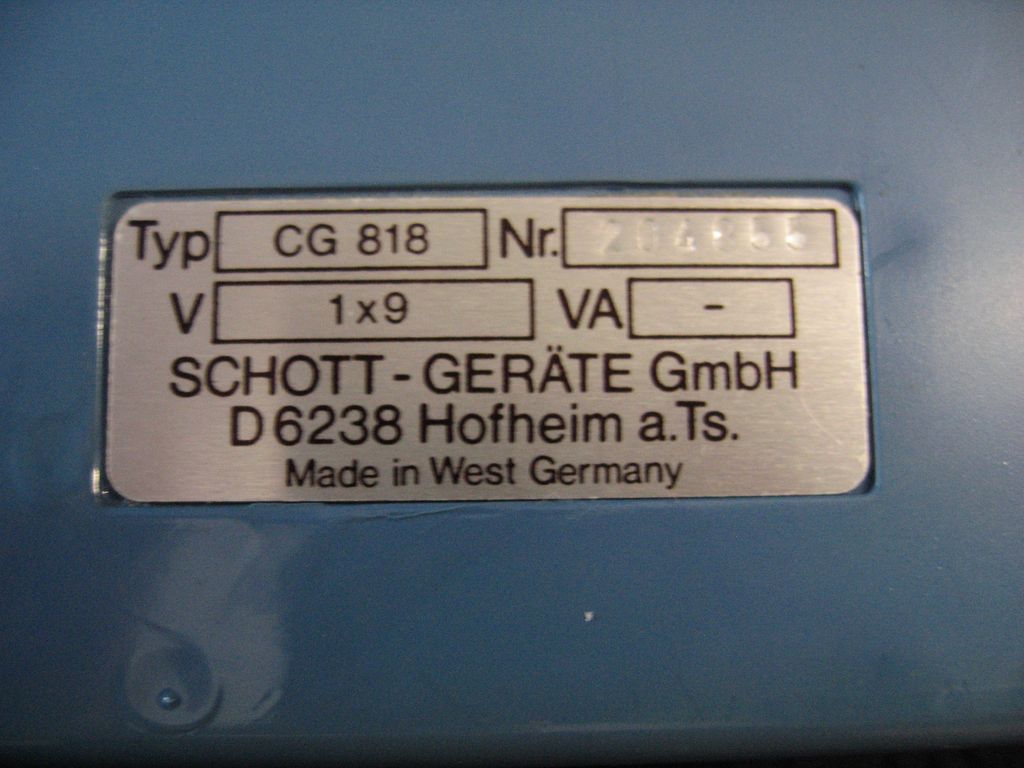 Typ CG 818 Nr.
V 1x9 VA -
SCHOTT-GERÄTE GmbH
D 6238 Hofheim a.Ts.
Made in West Germany